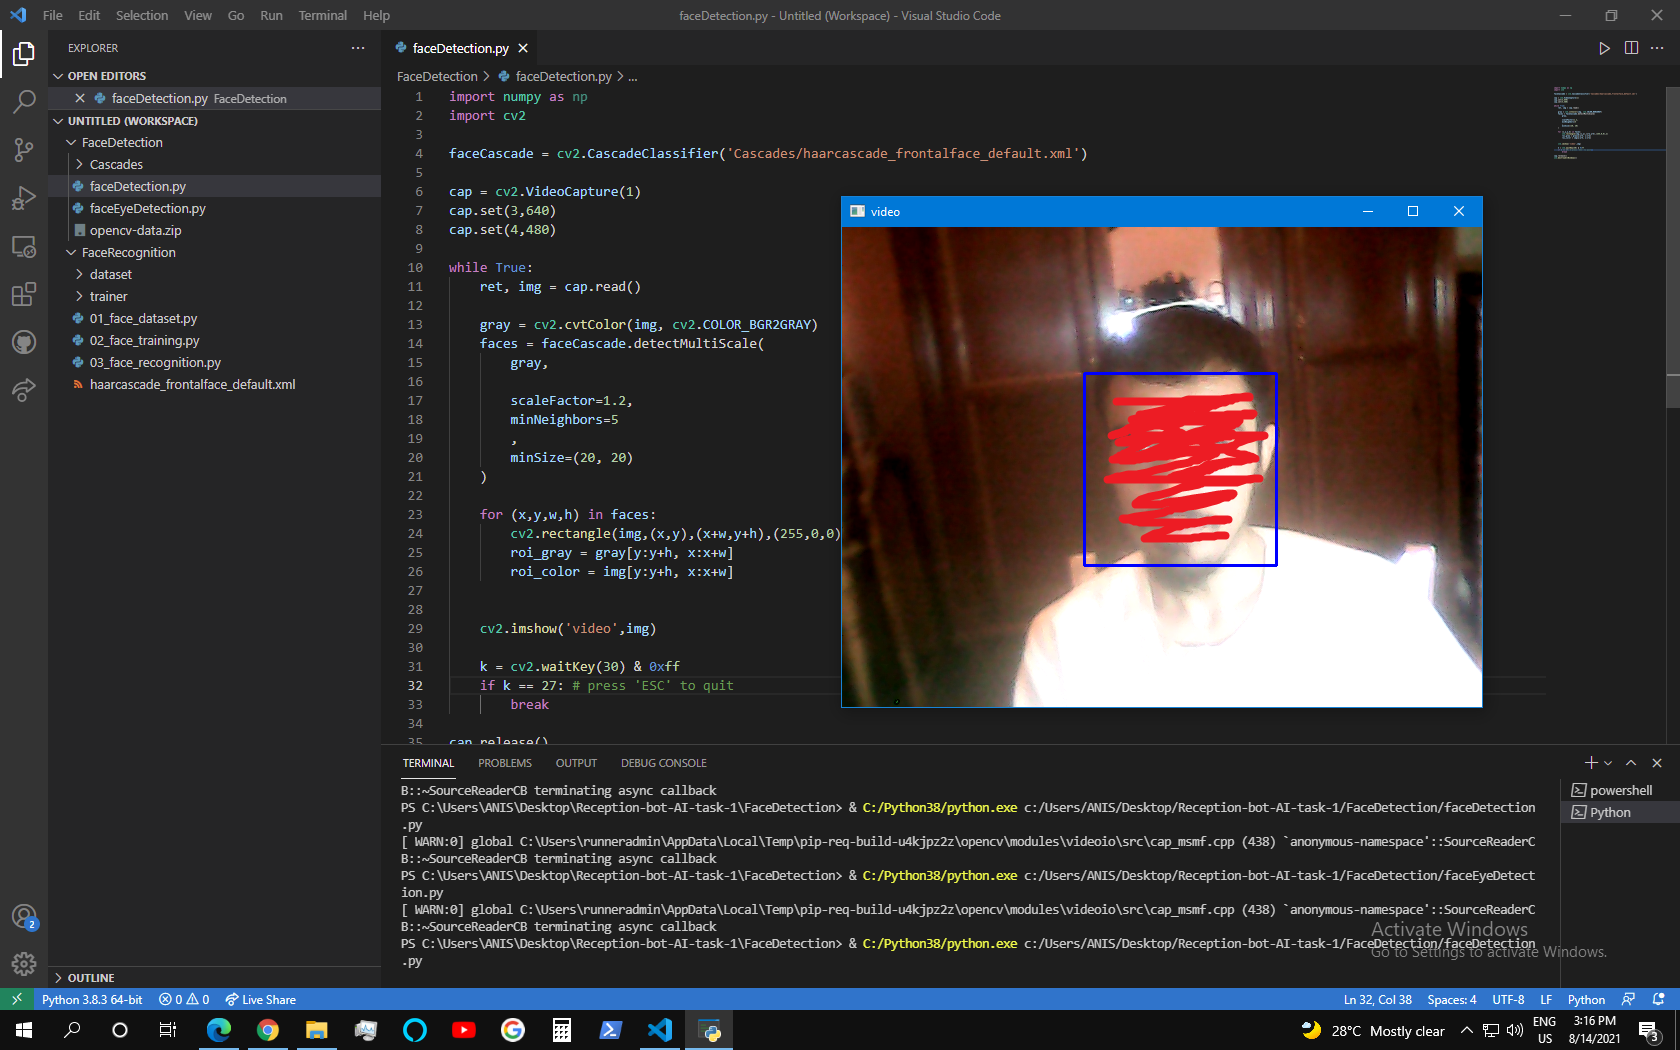 File Edit Selection View Go Run Terminal Help
faceDetection.py - Untitled (Workspace) - Visual Studio Code
EXPLORER
OPEN EDITORS
faceDetection.py FaceDetection
UNTITLED (WORKSPACE)
FaceDetection
Cascades
faceDetection.py
faceEyeDetection.py
opencv-data.zip
FaceRecognition
dataset
trainer
01_face_dataset.py
02_face_training.py
03_face_recognition.py
haarcascade_frontalface_default.xml
OUTLINE
faceDetection.py
FaceDetection > faceDetection.py > ...
1 import numpy as np
2 import cv2
3
4 faceCascade = cv2.CascadeClassifier('Cascades/haarcascade_frontalface_default.xml')
5
6 cap = cv2.VideoCapture(1)
7 cap.set(3,640)
8 cap.set(4,480)
9
10 while True:
11 ret, img = cap.read()
12
13 gray = cv2.cvtColor(img, cv2.COLOR_BGR2GRAY)
14 faces = faceCascade.detectMultiScale(
15 gray,
16
17 scaleFactor=1.2,
18 minNeighbors=5
19 ,
20 minSize=(20, 20)
21 )
22
23 for (x,y,w,h) in faces:
24 cv2.rectangle(img,(x,y),(x+w,y+h),(255,0,0)
25 roi_gray = gray[y:y+h, x:x+w]
26 roi_color = img[y:y+h, x:x+w]
27
28
29 cv2.imshow('video',img)
30
31 k = cv2.waitKey(30) & 0xff
32 if k == 27: # press 'ESC' to quit
33 break
34
35 cap.release()
video
TERMINAL PROBLEMS OUTPUT DEBUG CONSOLE
B::~SourceReaderCB terminating async callback
PS C:\Users\ANIS\Desktop\Reception-bot-AI-task-1\FaceDetection> & C:/Python38/python.exe c:/Users/ANIS/Desktop/Reception-bot-AI-task-1/FaceDetection/faceDetection
.py
[ WARN:0] global C:\Users\runneradmin\AppData\Local\Temp\pip-req-build-u4kjpz2z\opencv\modules\videoio\src\cap_msmf.cpp (438) `anonymous-namespace'::SourceReaderC
B::~SourceReaderCB terminating async callback
PS C:\Users\ANIS\Desktop\Reception-bot-AI-task-1\FaceDetection> & C:/Python38/python.exe c:/Users/ANIS/Desktop/Reception-bot-AI-task-1/FaceDetection/faceEyeDetect
ion.py
[ WARN:0] global C:\Users\runneradmin\AppData\Local\Temp\pip-req-build-u4kjpz2z\opencv\modules\videoio\src\cap_msmf.cpp (438) `anonymous-namespace'::SourceReaderC
B::~SourceReaderCB terminating async callback
PS C:\Users\ANIS\Desktop\Reception-bot-AI-task-1\FaceDetection> & C:/Python38/python.exe c:/Users/ANIS/Desktop/Reception-bot-AI-task-1/FaceDetection/faceDetection
.py
powershell
Python
Activate Windows
Go to Settings to activate Windows.
2
Python 3.8.3 64-bit 0 0 Live Share
Ln 32, Col 38 Spaces: 4 UTF-8 LF Python
28°C Mostly clear
ENG
US
3:16 PM
8/14/2021
3